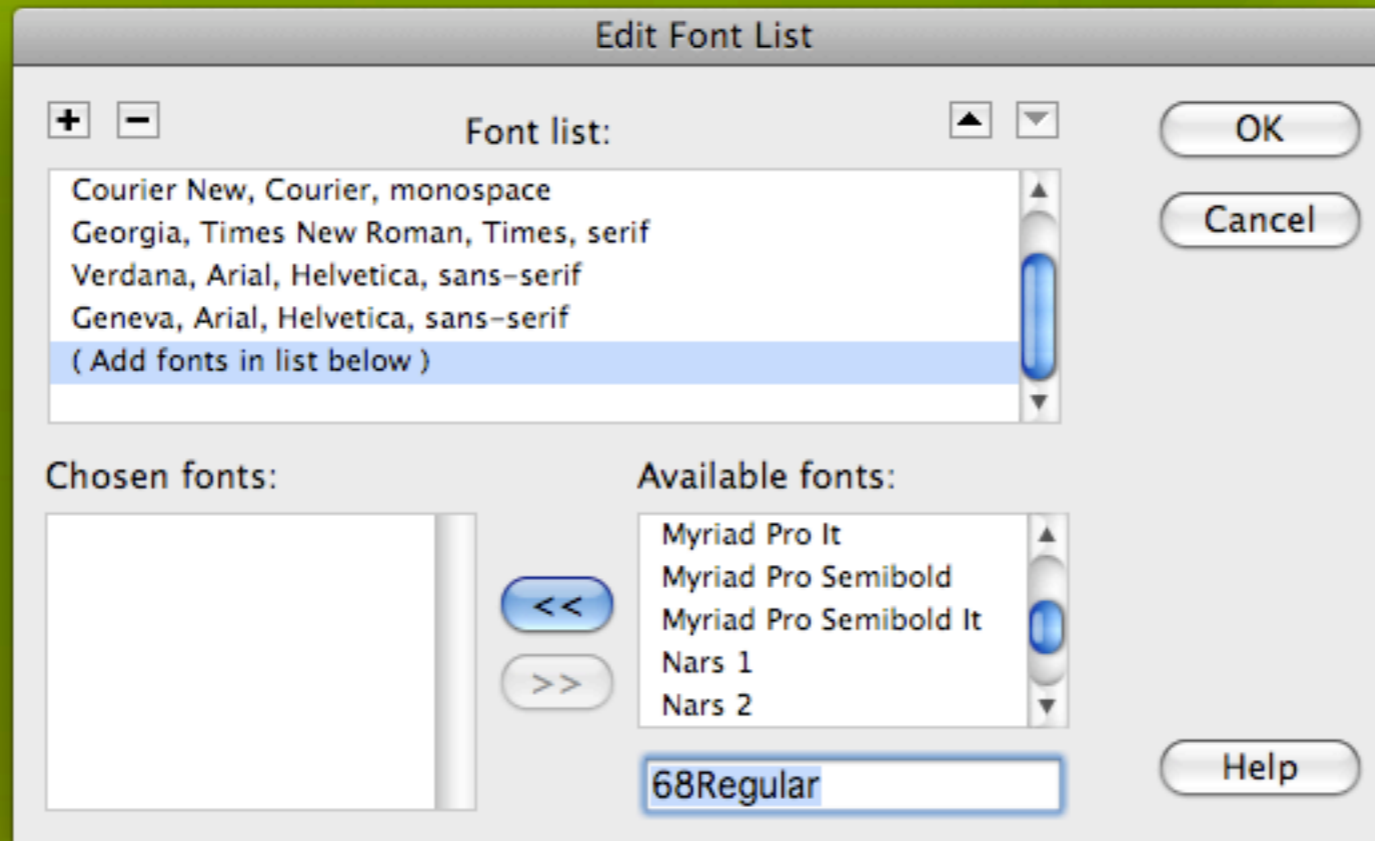 Edit Font List
Font list:
OK
Courier New, Courier, monospace
Georgia, Times New Roman, Times, serif
Verdana, Arial, Helvetica, sans-serif
Geneva, Arial, Helvetica, sans-serif
( Add fonts in list below )
Cancel
Chosen fonts:
Available fonts:
Myriad Pro It
Myriad Pro Semibold
Myriad Pro Semibold It
Nars 1
Nars 2
<<
>>
68Regular
Help